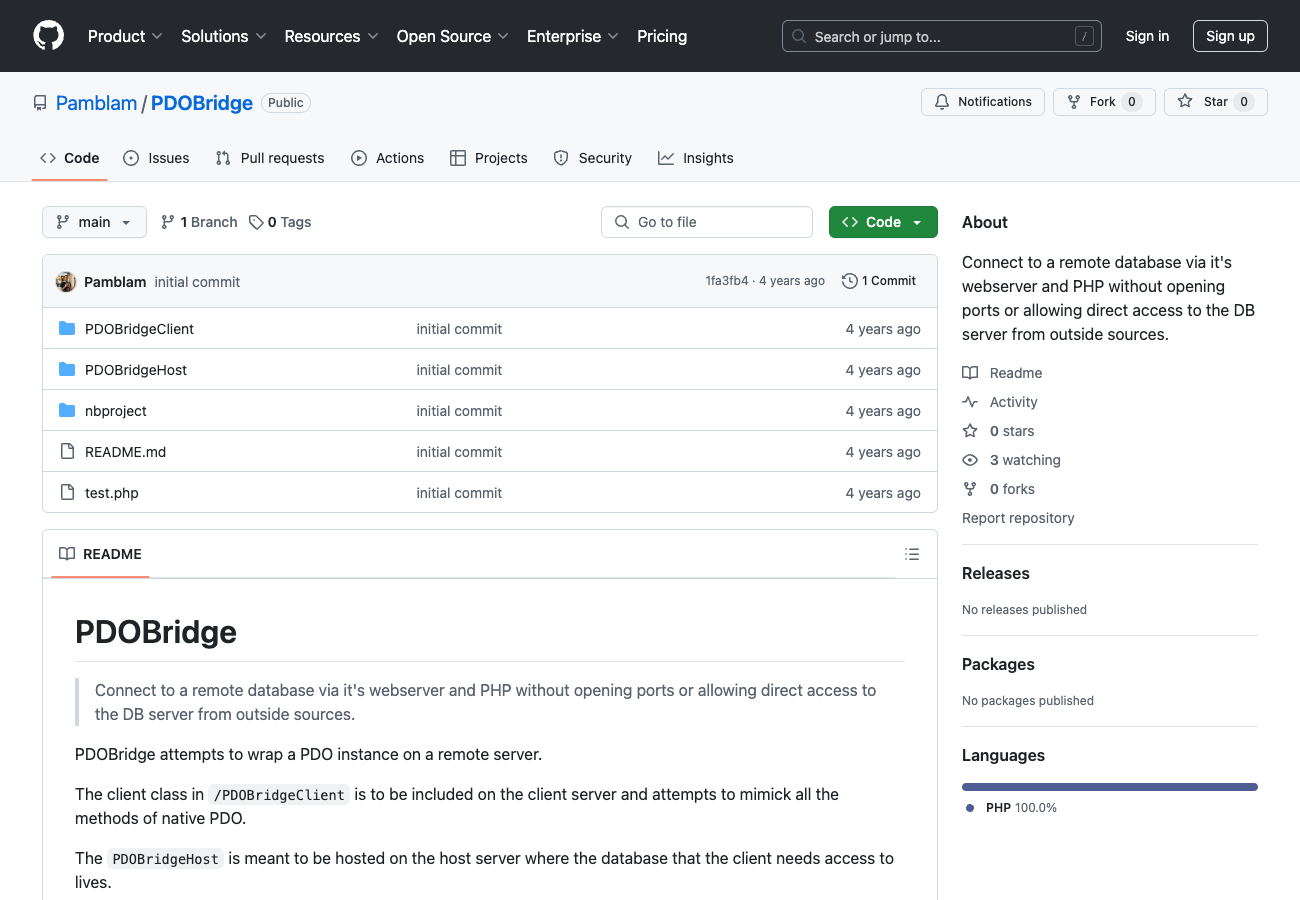 Product Solutions Resources Open Source Enterprise Pricing Search or jump to... / Sign in Sign up
Pamblam / PDOBridge Public Notifications Fork 0 Star 0
Code Issues Pull requests Actions Projects Security Insights
main 1 Branch 0 Tags Go to file Code
Pamblam initial commit 1fa3fb4 · 4 years ago 1 Commit
PDOBridgeClient initial commit 4 years ago
PDOBridgeHost initial commit 4 years ago
nbproject initial commit 4 years ago
README.md initial commit 4 years ago
test.php initial commit 4 years ago
README
PDOBridge
Connect to a remote database via it's webserver and PHP without opening ports or allowing direct access to
the DB server from outside sources.
PDOBridge attempts to wrap a PDO instance on a remote server.
The client class in /PDOBridgeClient is to be included on the client server and attempts to mimick all the
methods of native PDO.
The PDOBridgeHost is meant to be hosted on the host server where the database that the client needs access to
lives.
About
Connect to a remote database via it's
webserver and PHP without opening
ports or allowing direct access to the DB
server from outside sources.
Readme
Activity
0 stars
3 watching
0 forks
Report repository
Releases
No releases published
Packages
No packages published
Languages
PHP 100.0%